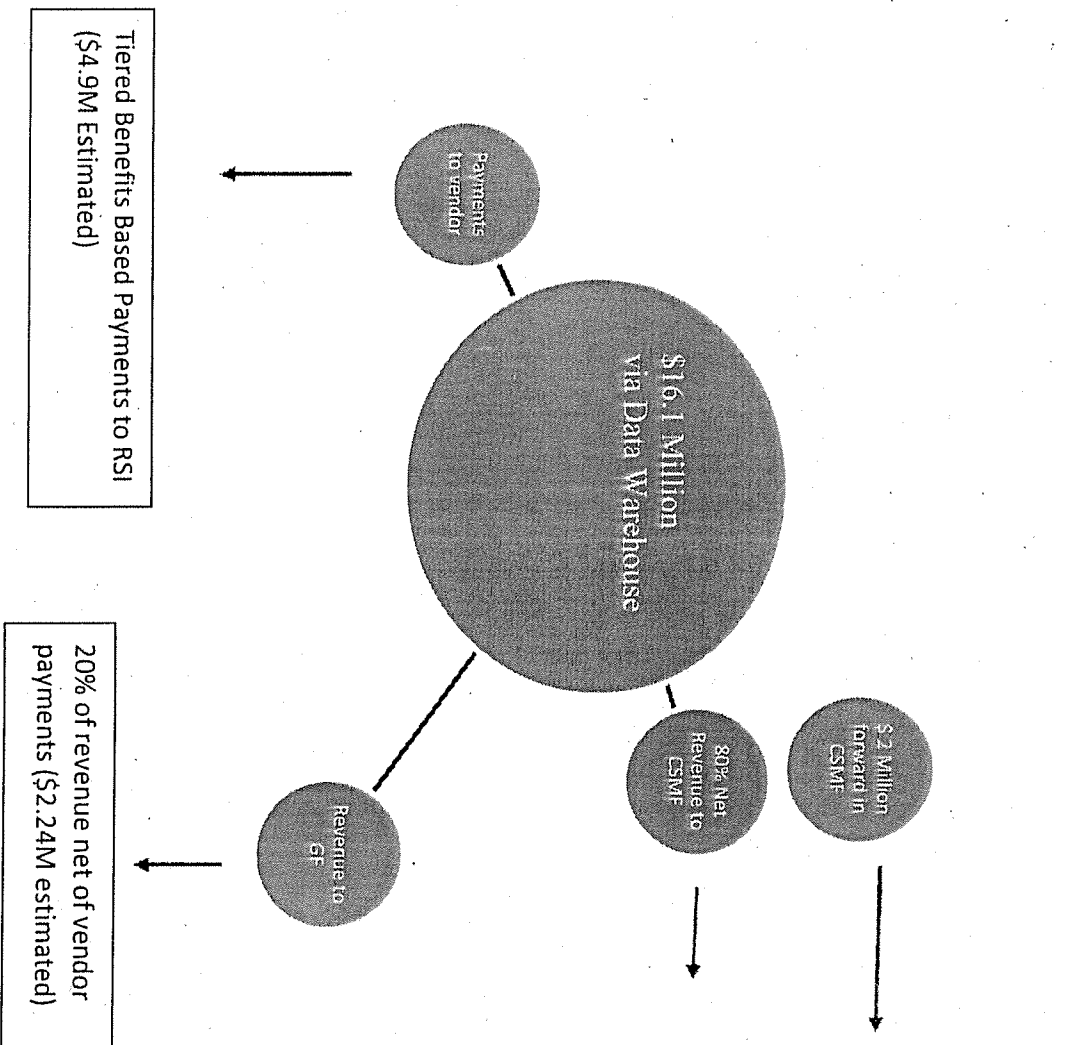 $.2 Million
forward in
CSMF
80% Net
Revenue to
CSMF
$16.1 Million
via Data Warehouse
Payments
to vendor
Revenue to
GF
Tiered Benefits Based Payments to RSI
($4.9M Estimated)
20% of revenue net of vendor
payments ($2.24M estimated)